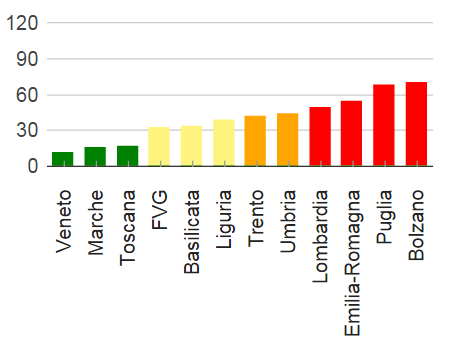 120
90
60
30
0
Veneto
Marche
Toscana
FVG
Basilicata
Liguria
Trento
Umbria
Lombardia
Emilia-Romagna
Puglia
Bolzano